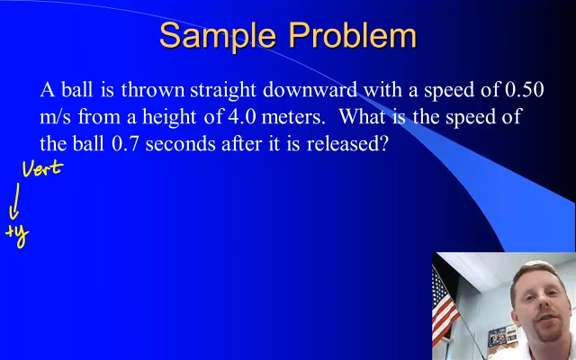 Sample Problem
A ball is thrown straight downward with a speed of 0.50
m/s from a height of 4.0 meters.  What is the speed of
the ball 0.7 seconds after it is released?
Vert
+y